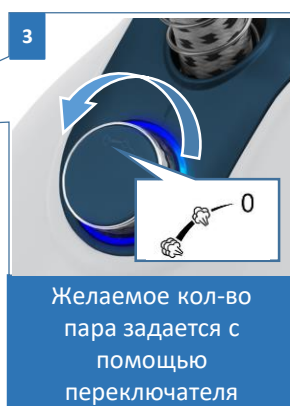 3
0
Желаемое кол-во
пара задается с
помощью
переключателя